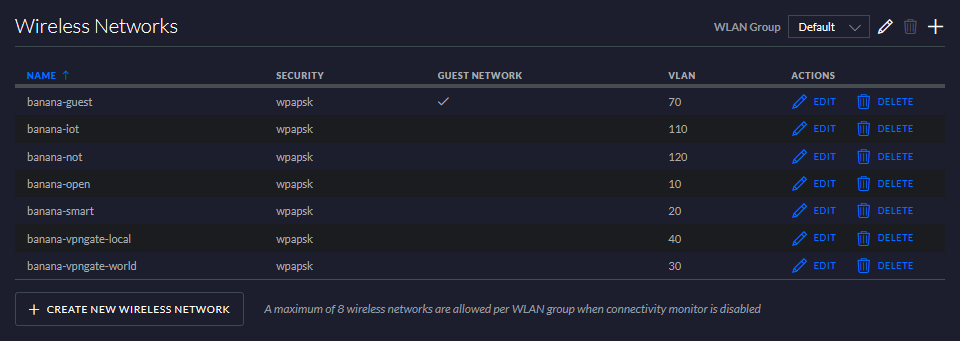 Wireless Networks WLAN Group Default
NAME ↑ SECURITY GUEST NETWORK VLAN ACTIONS
banana-guest wpapsk ✓ 70 EDIT DELETE
banana-iot wpapsk 110 EDIT DELETE
banana-not wpapsk 120 EDIT DELETE
banana-open wpapsk 10 EDIT DELETE
banana-smart wpapsk 20 EDIT DELETE
banana-vpngate-local wpapsk 40 EDIT DELETE
banana-vpngate-world wpapsk 30 EDIT DELETE
+ CREATE NEW WIRELESS NETWORK A maximum of 8 wireless networks are allowed per WLAN group when connectivity monitor is disabled